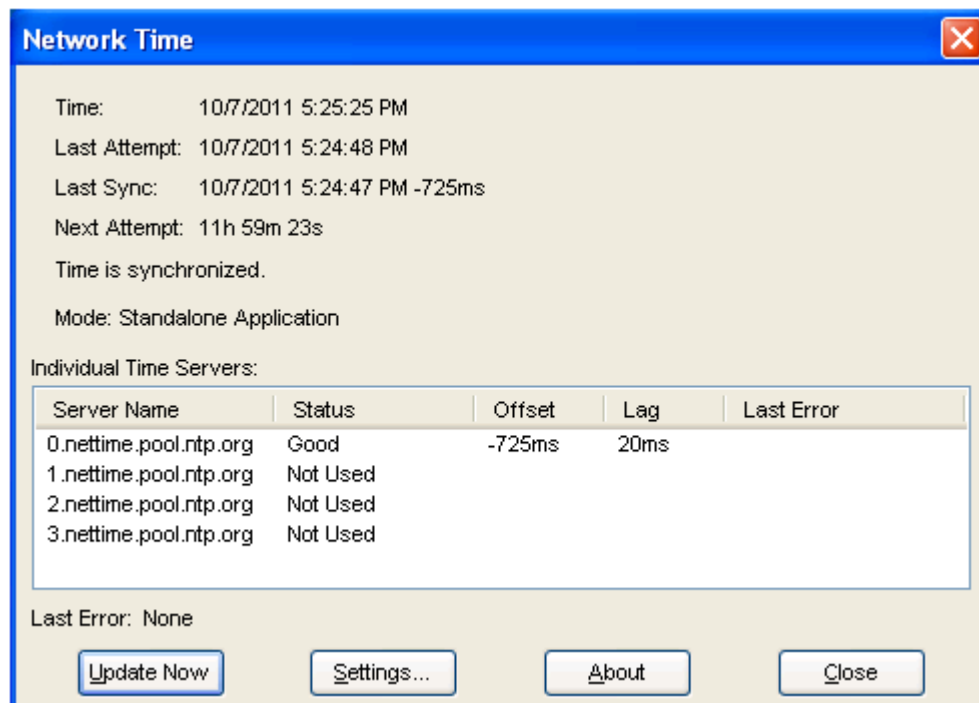 Network Time
Time: 10/7/2011 5:25:25 PM
Last Attempt: 10/7/2011 5:24:48 PM
Last Sync: 10/7/2011 5:24:47 PM -725ms
Next Attempt: 11h 59m 23s
Time is synchronized.
Mode: Standalone Application
Individual Time Servers:
Server Name Status Offset Lag Last Error
0.nettime.pool.ntp.org Good -725ms 20ms
1.nettime.pool.ntp.org Not Used
2.nettime.pool.ntp.org Not Used
3.nettime.pool.ntp.org Not Used
Last Error: None
Update Now Settings... About Close